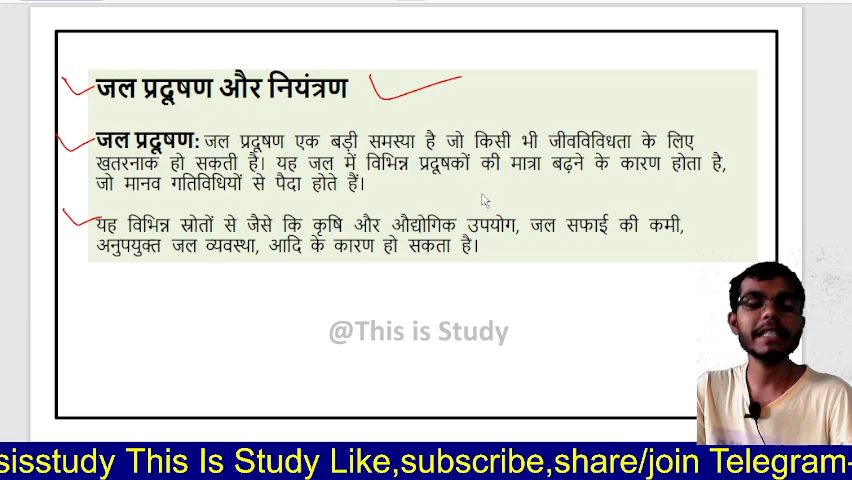 जल प्रदूषण और नियंत्रण
जल प्रदूषण: जल प्रदूषण एक बड़ी समस्या है जो किसी भी जीवविविधता के लिए
खतरनाक हो सकती है। यह जल में विभिन्न प्रदूषकों की मात्रा बढ़ने के कारण होता है,
जो मानव गतिविधियों से पैदा होते हैं।
यह विभिन्न स्रोतों से जैसे कि कृषि और औद्योगिक उपयोग, जल सफाई की कमी,
अनुपयुक्त जल व्यवस्था, आदि के कारण हो सकता है।
@This is Study
sisstudy This Is Study Like,subscribe,share/join Telegram-